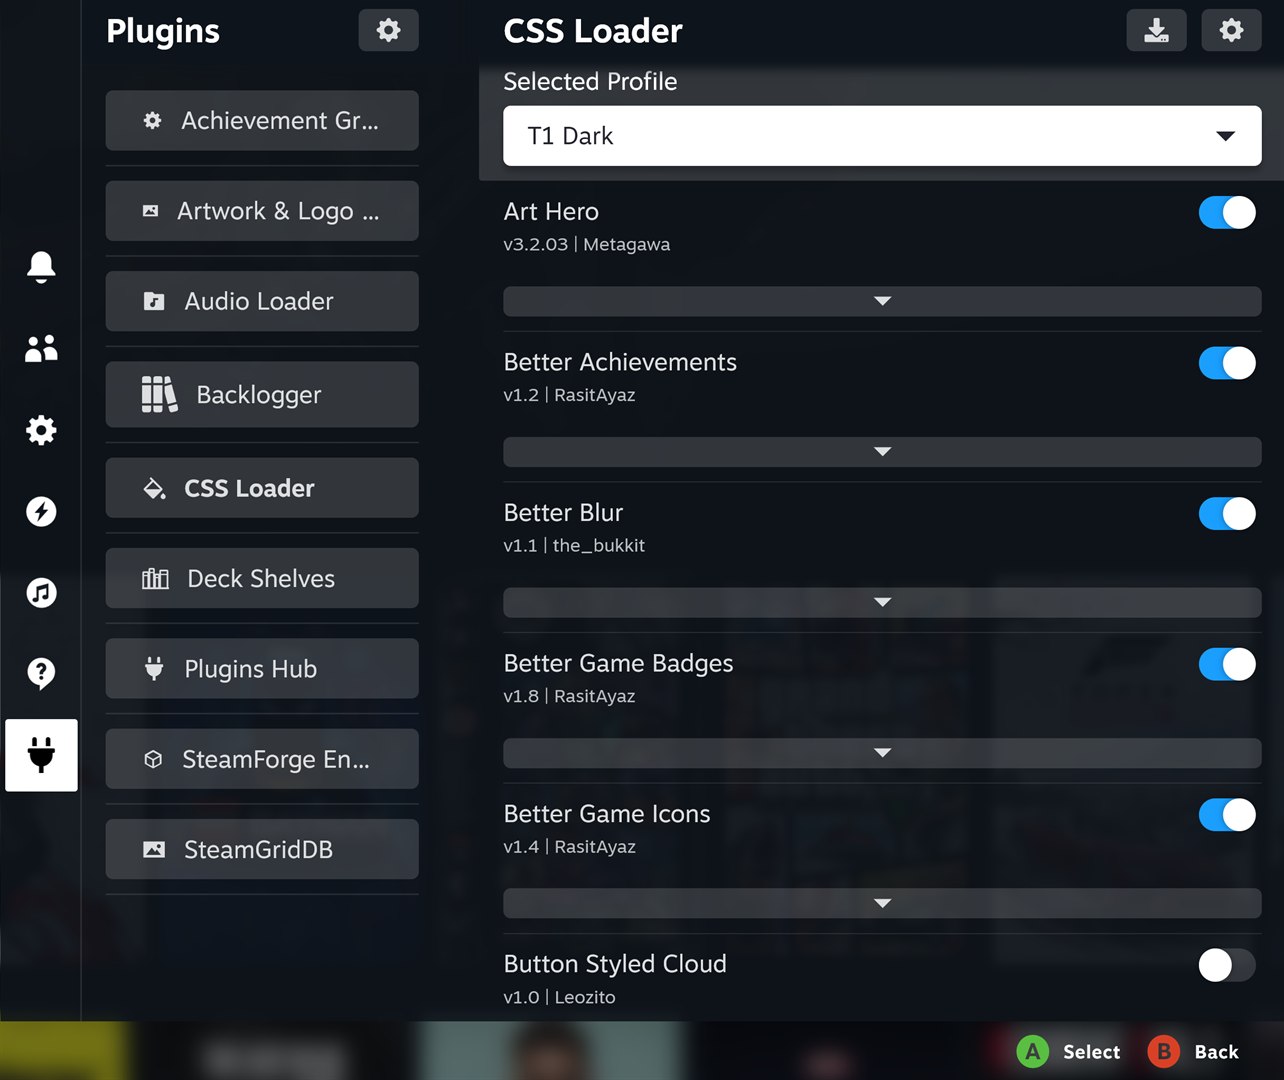 Plugins
Achievement Gr...
Artwork & Logo ...
Audio Loader
Backlogger
CSS Loader
Deck Shelves
Plugins Hub
SteamForge En...
SteamGridDB
CSS Loader
Selected Profile
T1 Dark
Art Hero
v3.2.03 | Metagawa
Better Achievements
v1.2 | RasitAyaz
Better Blur
v1.1 | the_bukkit
Better Game Badges
v1.8 | RasitAyaz
Better Game Icons
v1.4 | RasitAyaz
Button Styled Cloud
v1.0 | Leozito
A Select B Back